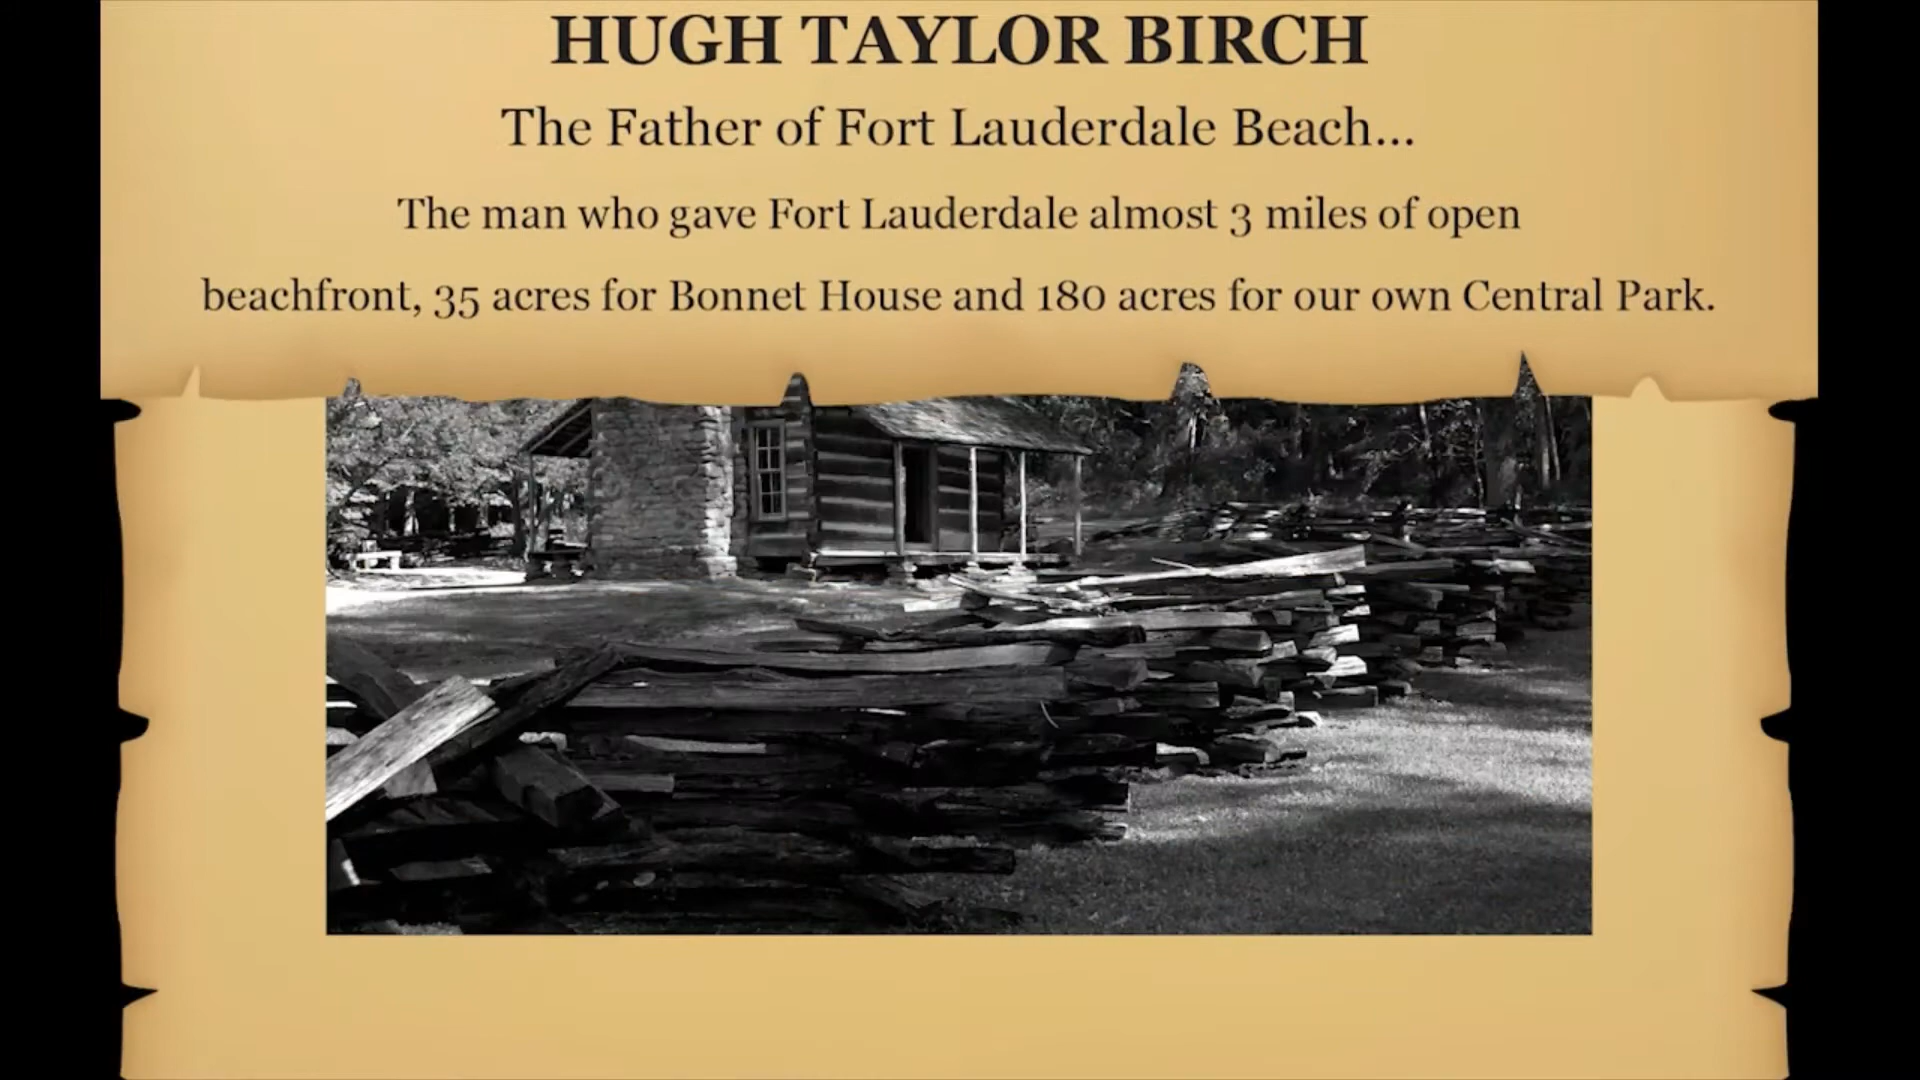 HUGH TAYLOR BIRCH
The Father of Fort Lauderdale Beach...
The man who gave Fort Lauderdale almost 3 miles of open
beachfront, 35 acres for Bonnet House and 180 acres for our own Central Park.